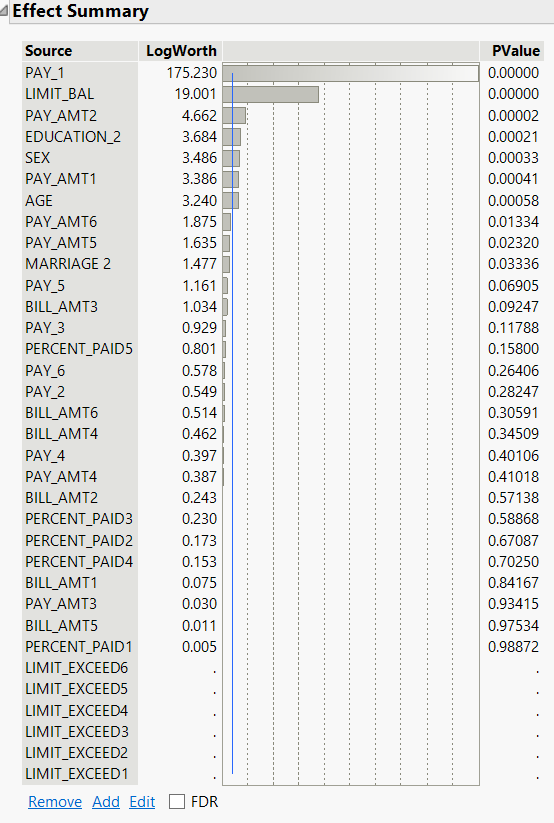 Effect Summary
Source LogWorth PValue
PAY_1 175.230 0.00000
LIMIT_BAL 19.001 0.00000
PAY_AMT2 4.662 0.00002
EDUCATION_2 3.684 0.00021
SEX 3.486 0.00033
PAY_AMT1 3.386 0.00041
AGE 3.240 0.00058
PAY_AMT6 1.875 0.01334
PAY_AMT5 1.635 0.02320
MARRIAGE 2 1.477 0.03336
PAY_5 1.161 0.06905
BILL_AMT3 1.034 0.09247
PAY_3 0.929 0.11788
PERCENT_PAID5 0.801 0.15800
PAY_6 0.578 0.26406
PAY_2 0.549 0.28247
BILL_AMT6 0.514 0.30591
BILL_AMT4 0.462 0.34509
PAY_4 0.397 0.40106
PAY_AMT4 0.387 0.41018
BILL_AMT2 0.243 0.57138
PERCENT_PAID3 0.230 0.58868
PERCENT_PAID2 0.173 0.67087
PERCENT_PAID4 0.153 0.70250
BILL_AMT1 0.075 0.84167
PAY_AMT3 0.030 0.93415
BILL_AMT5 0.011 0.97534
PERCENT_PAID1 0.005 0.98872
LIMIT_EXCEED6 . .
LIMIT_EXCEED5 . .
LIMIT_EXCEED4 . .
LIMIT_EXCEED3 . .
LIMIT_EXCEED2 . .
LIMIT_EXCEED1 . .
Remove Add Edit FDR